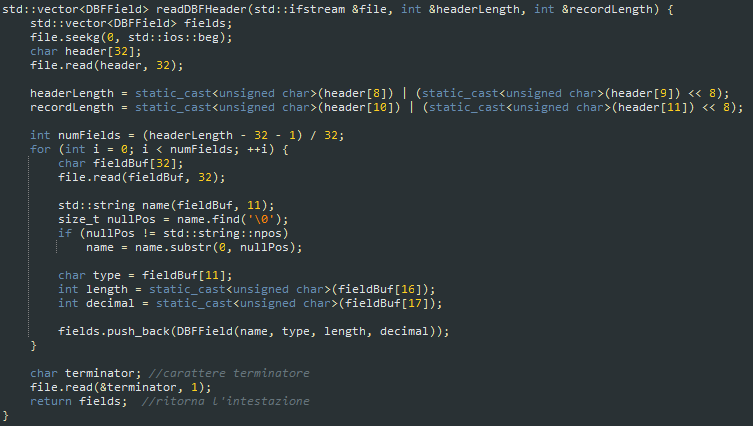 std::vector<DBFField> readDBFHeader(std::ifstream &file, int &headerLength, int &recordLength) {
    std::vector<DBFField> fields;
    file.seekg(0, std::ios::beg);
    char header[32];
    file.read(header, 32);

    headerLength = static_cast<unsigned char>(header[8]) | (static_cast<unsigned char>(header[9]) << 8);
    recordLength = static_cast<unsigned char>(header[10]) | (static_cast<unsigned char>(header[11]) << 8);

    int numFields = (headerLength - 32 - 1) / 32;
    for (int i = 0; i < numFields; ++i) {
        char fieldBuf[32];
        file.read(fieldBuf, 32);

        std::string name(fieldBuf, 11);
        size_t nullPos = name.find('\0');
        if (nullPos != std::string::npos)
            name = name.substr(0, nullPos);

        char type = fieldBuf[11];
        int length = static_cast<unsigned char>(fieldBuf[16]);
        int decimal = static_cast<unsigned char>(fieldBuf[17]);

        fields.push_back(DBFField(name, type, length, decimal));
    }

    char terminator; //carattere terminatore
    file.read(&terminator, 1);
    return fields;  //ritorna l'intestazione
}